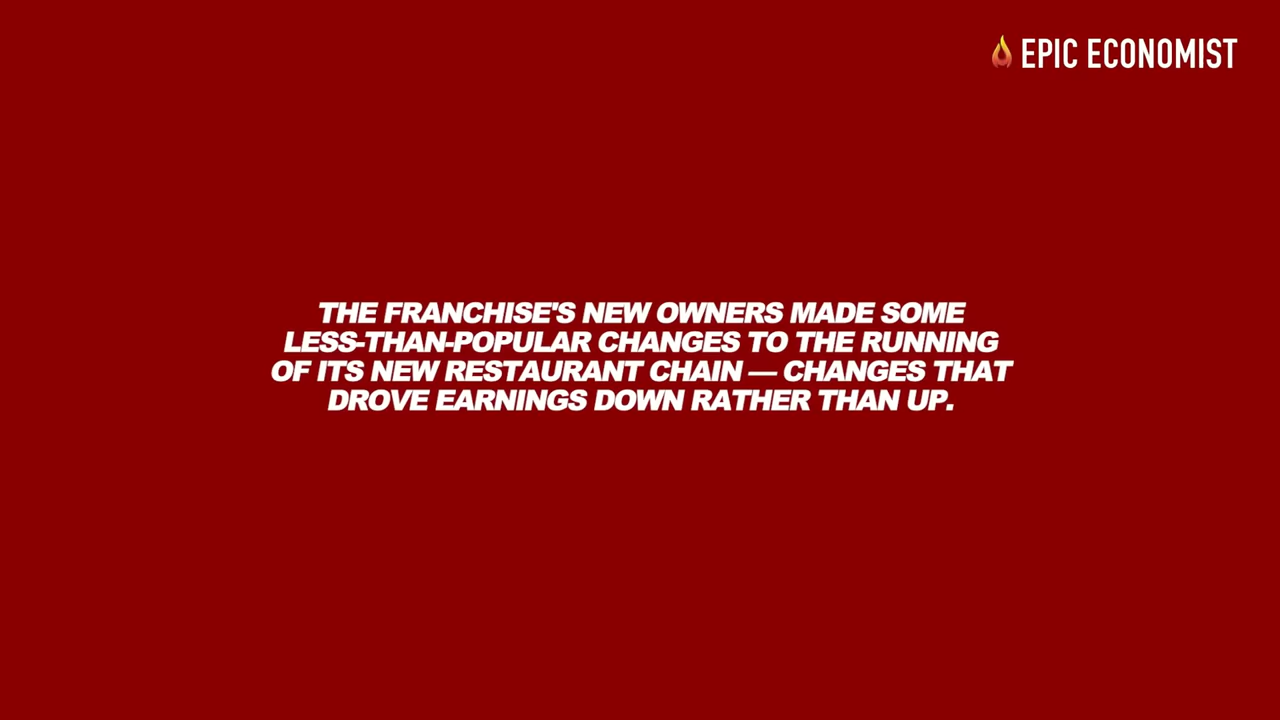 EPIC ECONOMIST
THE FRANCHISE'S NEW OWNERS MADE SOME
LESS-THAN-POPULAR CHANGES TO THE RUNNING
OF ITS NEW RESTAURANT CHAIN — CHANGES THAT
DROVE EARNINGS DOWN RATHER THAN UP.